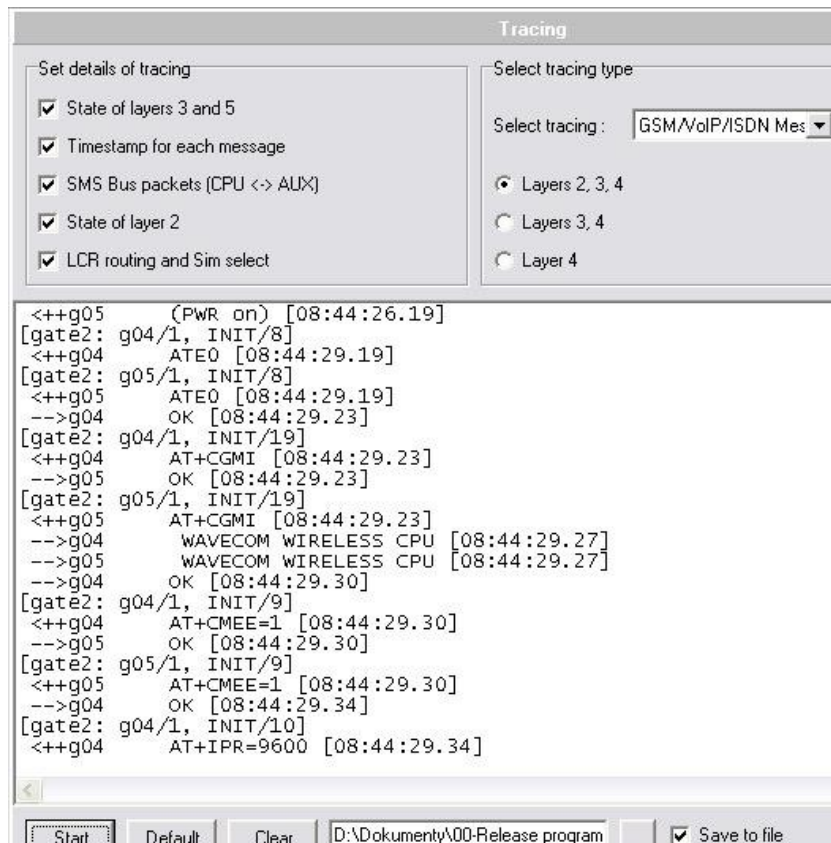 Tracing
Set details of tracing
State of layers 3 and 5
Timestamp for each message
SMS Bus packets (CPU <-> AUX)
State of layer 2
LCR routing and Sim select
Select tracing type
Select tracing :
GSM/VoIP/ISDN Mes
Layers 2, 3, 4
Layers 3, 4
Layer 4
<++g05 (PWR on) [08:44:26.19]
[gate2: g04/1, INIT/8]
<++g04 ATE0 [08:44:29.19]
[gate2: g05/1, INIT/8]
<++g05 ATE0 [08:44:29.19]
-->g04 OK [08:44:29.23]
[gate2: g04/1, INIT/19]
<++g04 AT+CGMI [08:44:29.23]
-->g05 OK [08:44:29.23]
[gate2: g05/1, INIT/19]
<++g05 AT+CGMI [08:44:29.23]
-->g04 WAVECOM WIRELESS CPU [08:44:29.27]
-->g05 WAVECOM WIRELESS CPU [08:44:29.27]
-->g04 OK [08:44:29.30]
[gate2: g04/1, INIT/9]
<++g04 AT+CMEE=1 [08:44:29.30]
-->g05 OK [08:44:29.30]
[gate2: g05/1, INIT/9]
<++g05 AT+CMEE=1 [08:44:29.30]
-->g04 OK [08:44:29.34]
[gate2: g04/1, INIT/10]
<++g04 AT+IPR=9600 [08:44:29.34]
Start Default Clear D:\Dokumenty\00-Release program Save to file